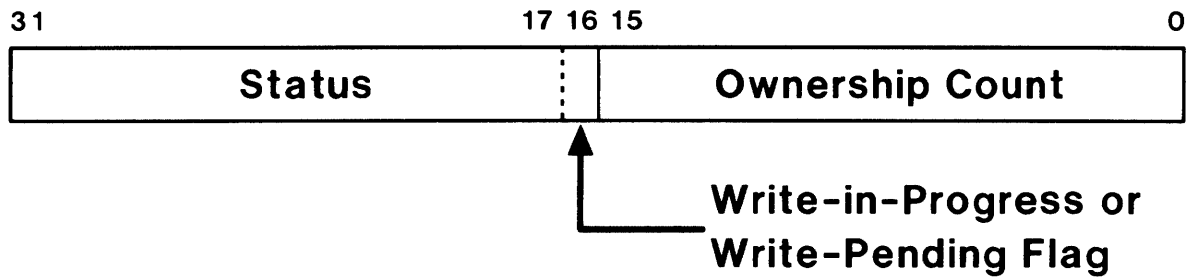 31 17 16 15 0
Status Ownership Count
Write-in-Progress or
Write-Pending Flag